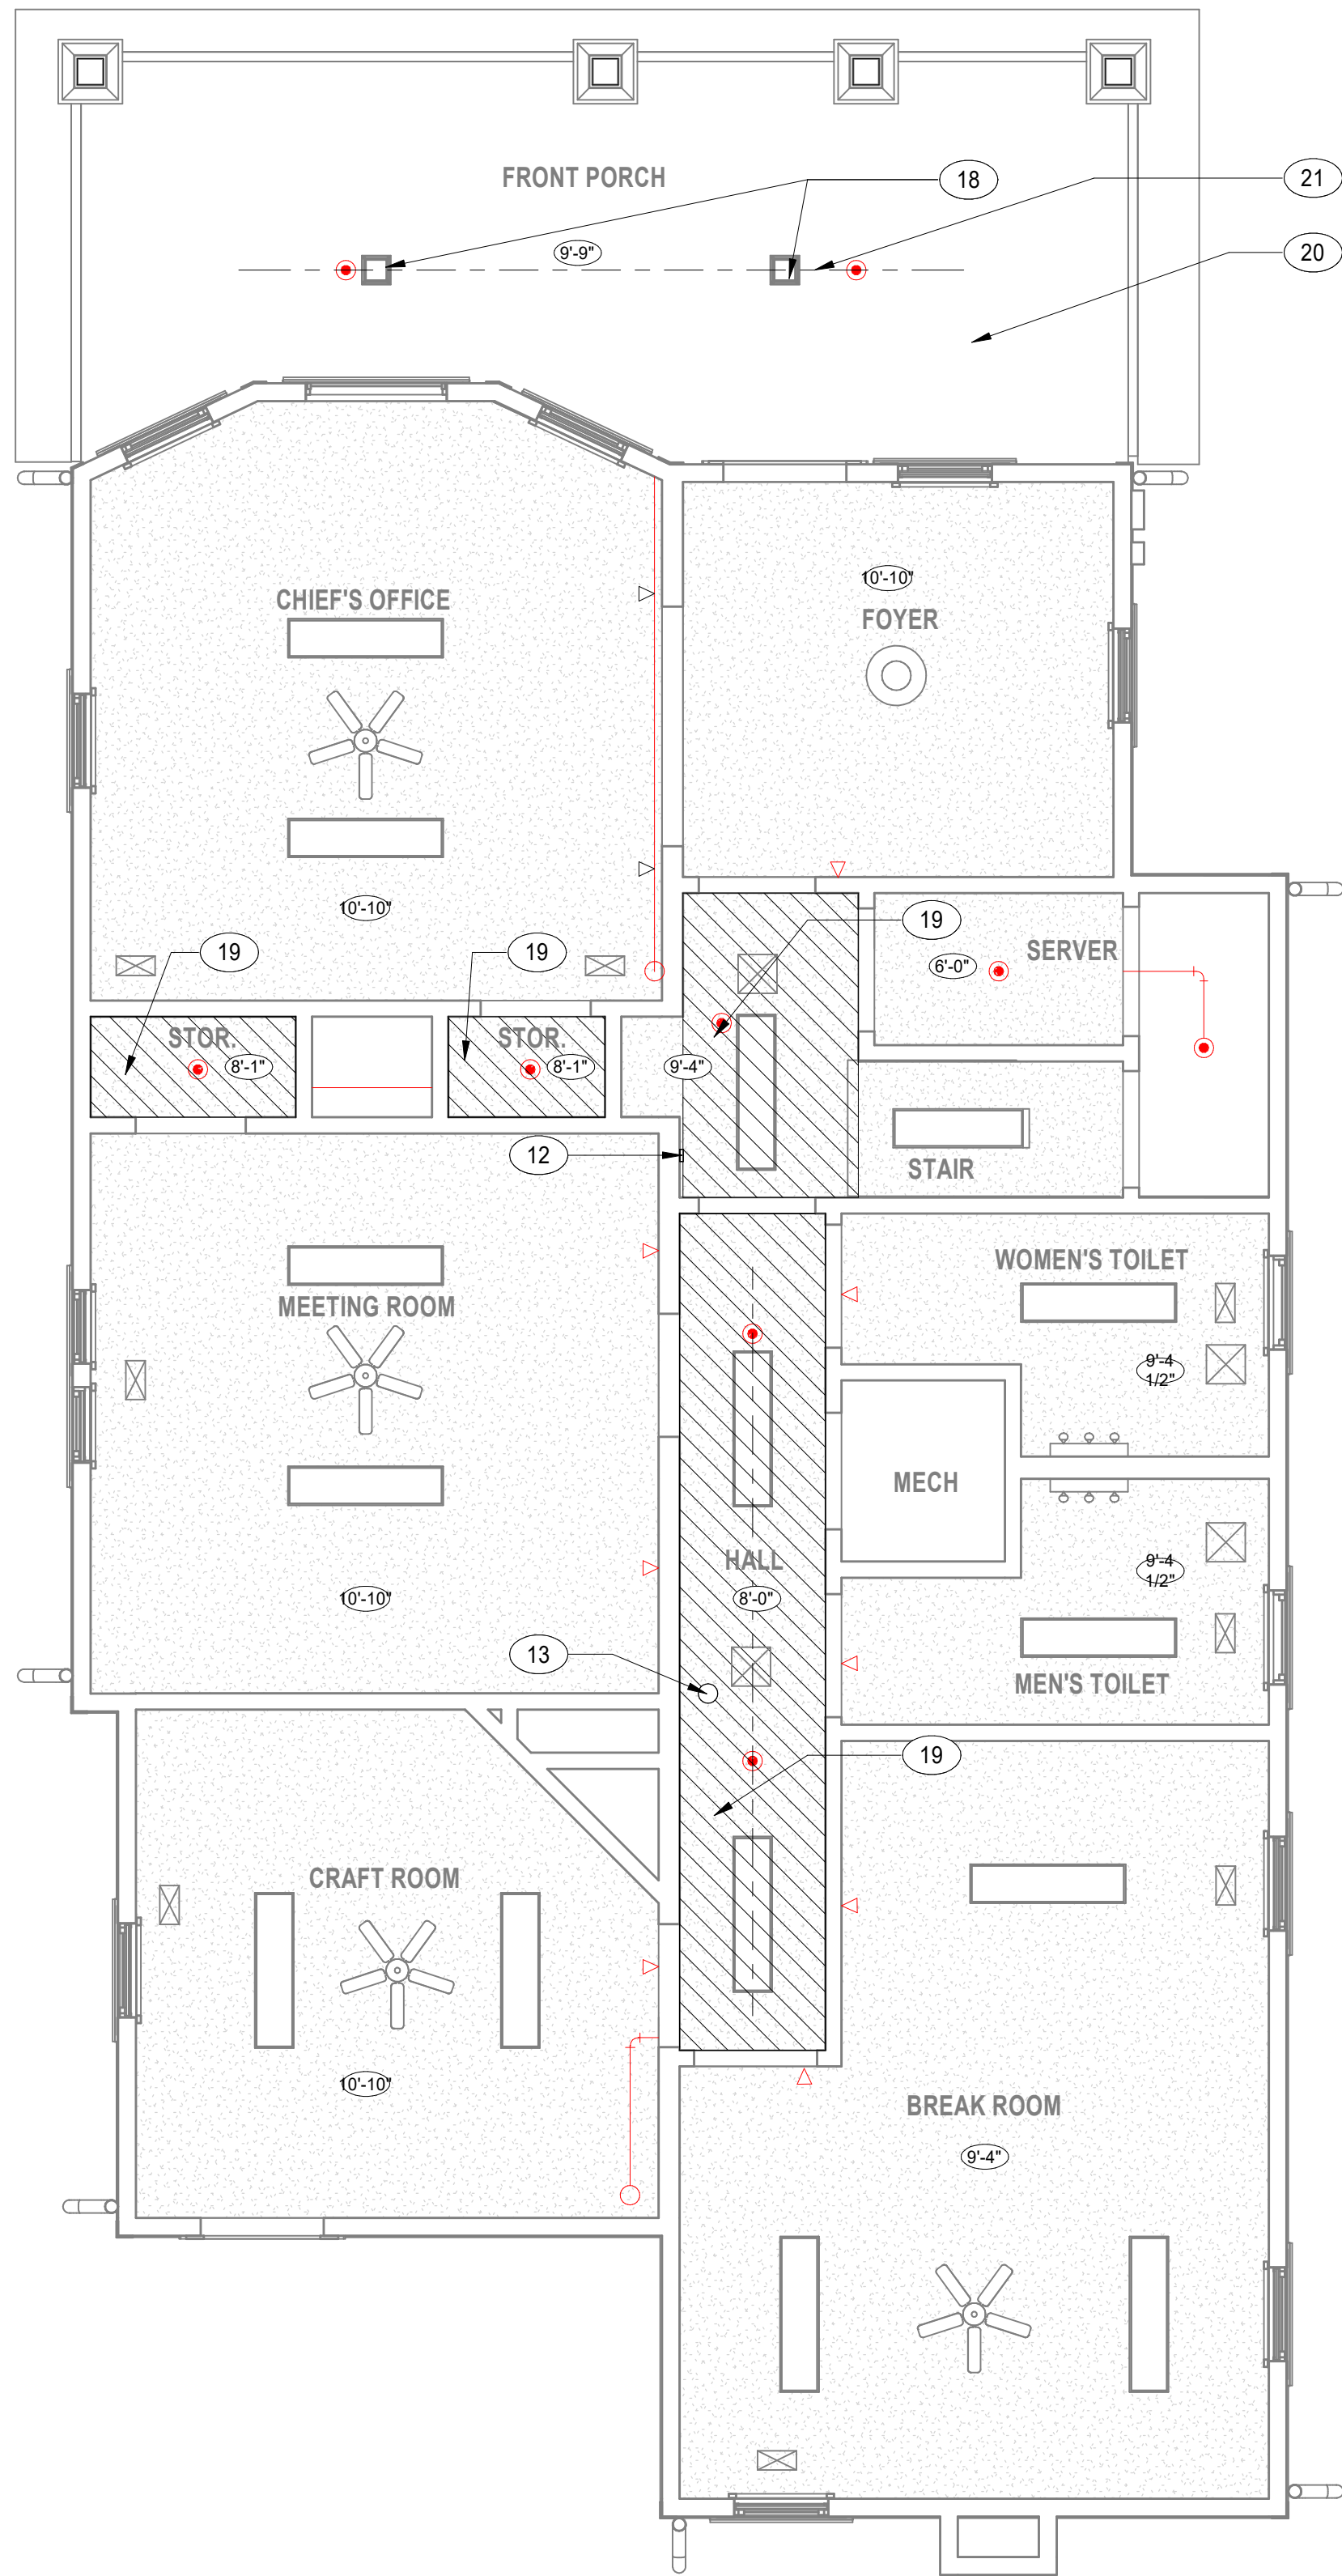 FRONT PORCH
18
21
9'-9"
20
10'-10"
CHIEF'S OFFICE
FOYER
10'-10"
19
19
19
SERVER
6'-0"
STOR.
8'-1"
STOR.
8'-1"
9'-4"
12
STAIR
WOMEN'S TOILET
MEETING ROOM
9'-4
1/2"
MECH
HALL
9'-4
1/2"
10'-10"
8'-0"
13
MEN'S TOILET
19
CRAFT ROOM
10'-10"
BREAK ROOM
9'-4"